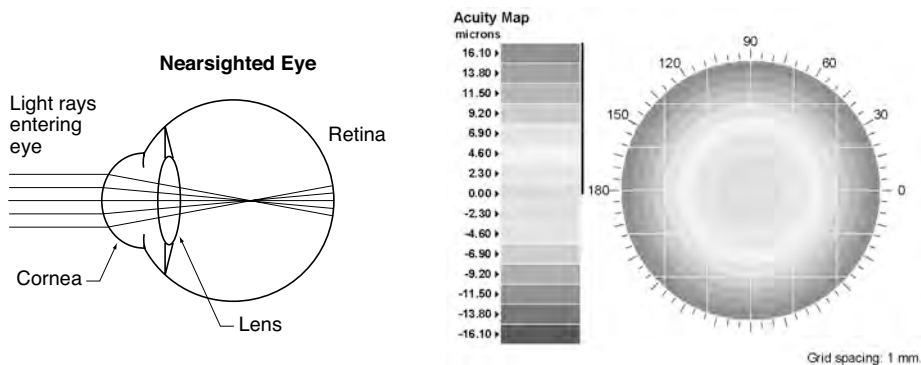 Nearsighted Eye
Light rays
entering
eye
Retina
Cornea
Lens
Acuity Map
microns
16.10
13.80
11.50
9.20
6.90
4.60
2.30
0.00
-2.30
-4.60
-6.90
-9.20
-11.50
-13.80
-16.10
90
120
60
150
30
180
0
Grid spacing: 1 mm.